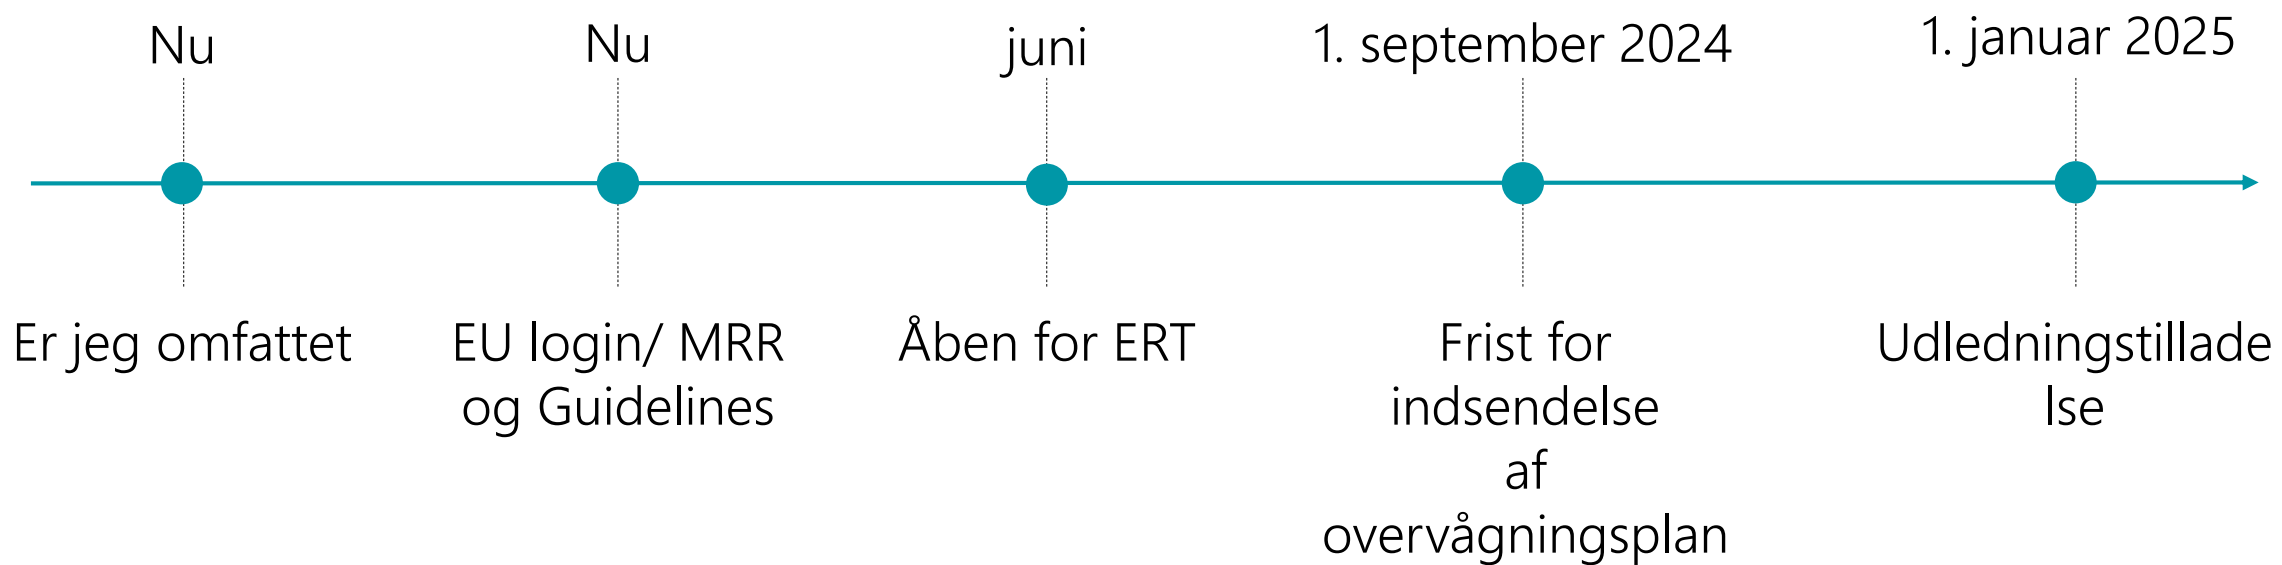 Nu
Nu
juni
1. september 2024
1. januar 2025
Er jeg omfattet
EU login/ MRR
og Guidelines
Åben for ERT
Frist for
indsendelse
af
overvågningsplan
Udledningstillade
lse